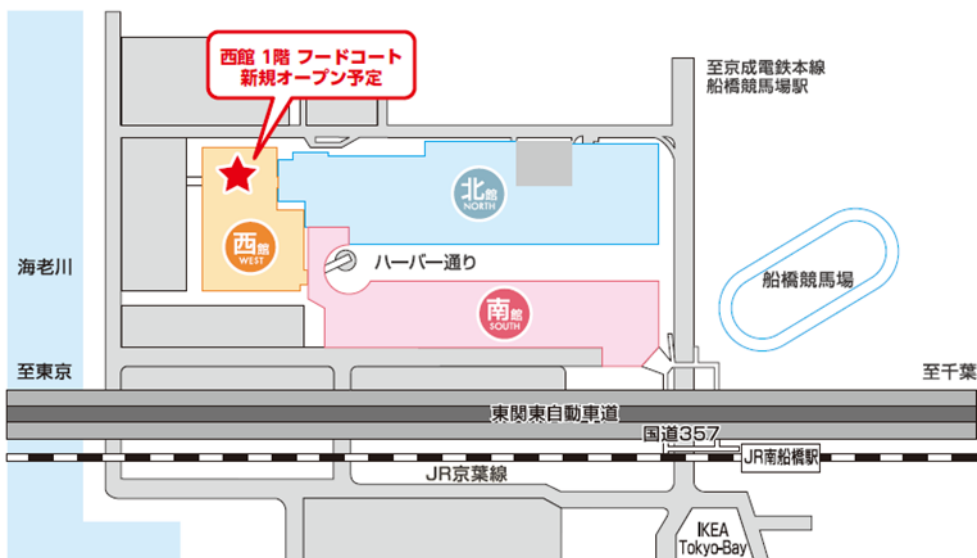 西館 1階 フードコート
新規オープン予定
至京成電鉄本線
船橋競馬場駅
北館
NORTH
西館
WEST
海老川
ハーバー通り
船橋競馬場
南館
SOUTH
至東京
至千葉
東関東自動車道
国道357
JR南船橋駅
JR京葉線
IKEA
Tokyo-Bay